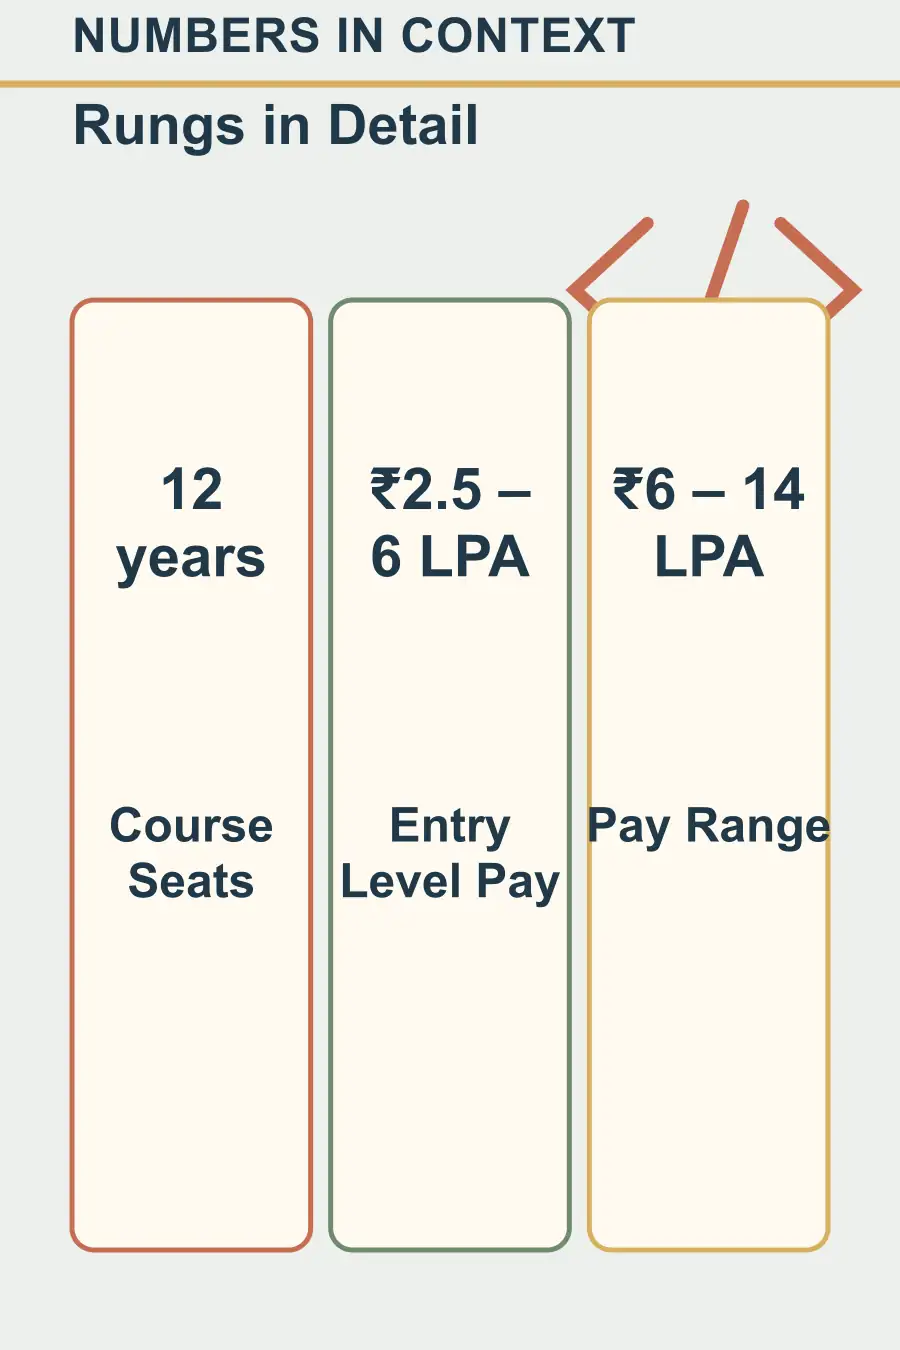 NUMBERS IN CONTEXT
Rungs in Detail
12
years
Course
Seats
₹2.5 –
6 LPA
Entry
Level Pay
₹6 – 14
LPA
Pay Range